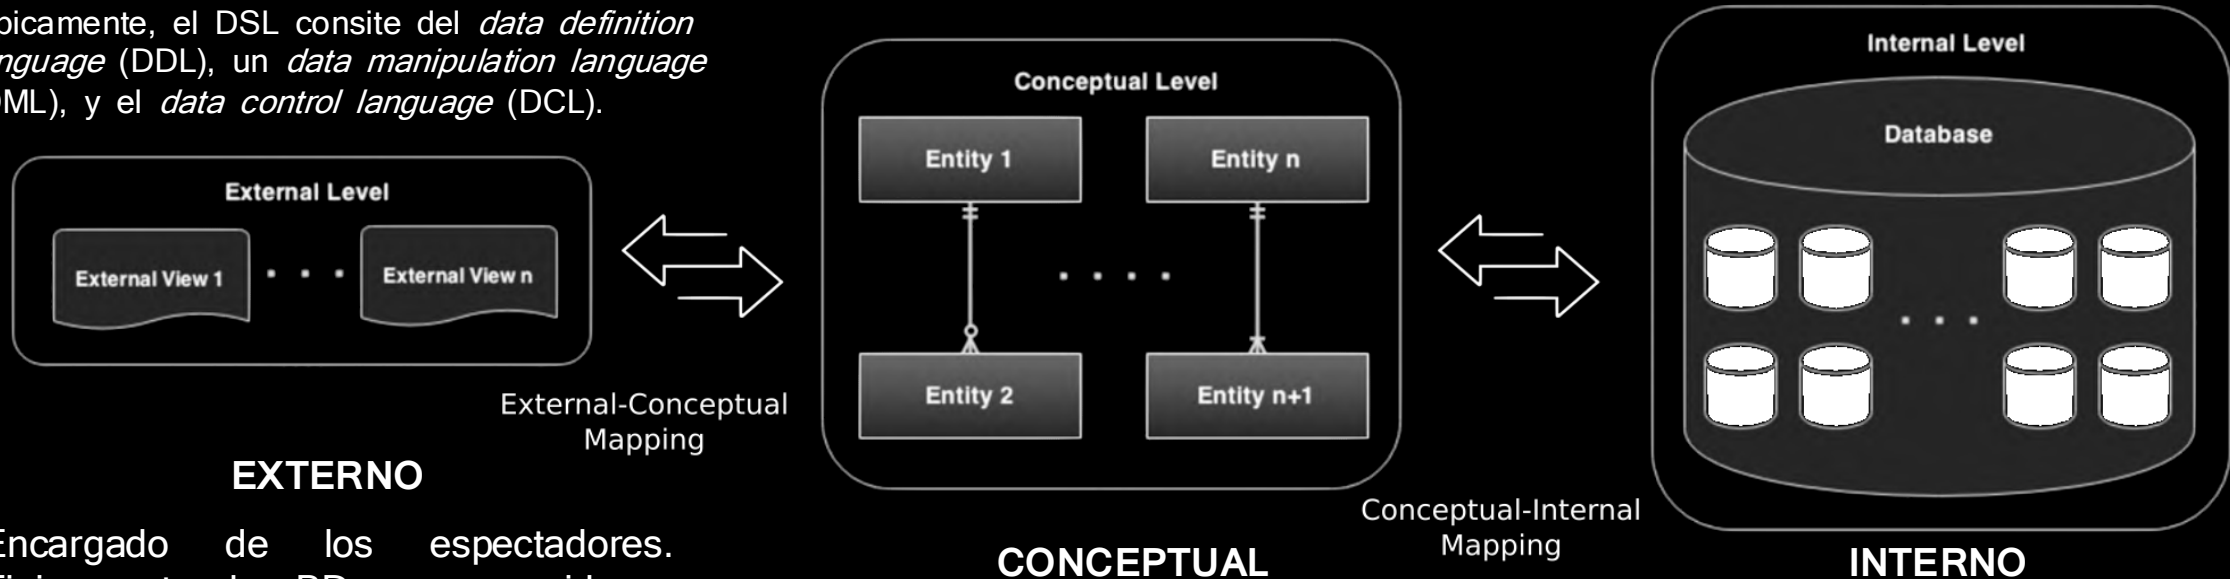 picamente, el DSL consite del data definition
nguage (DDL), un data manipulation language
ML), y el data control language (DCL).
External Level
External View 1
External View n
External-Conceptual
Mapping
EXTERNO
Encargado de los espectadores.
Conceptual Level
Entity 1
Entity n
Entity 2
Entity n+1
CONCEPTUAL
Conceptual-Internal
Mapping
Internal Level
Database
INTERNO